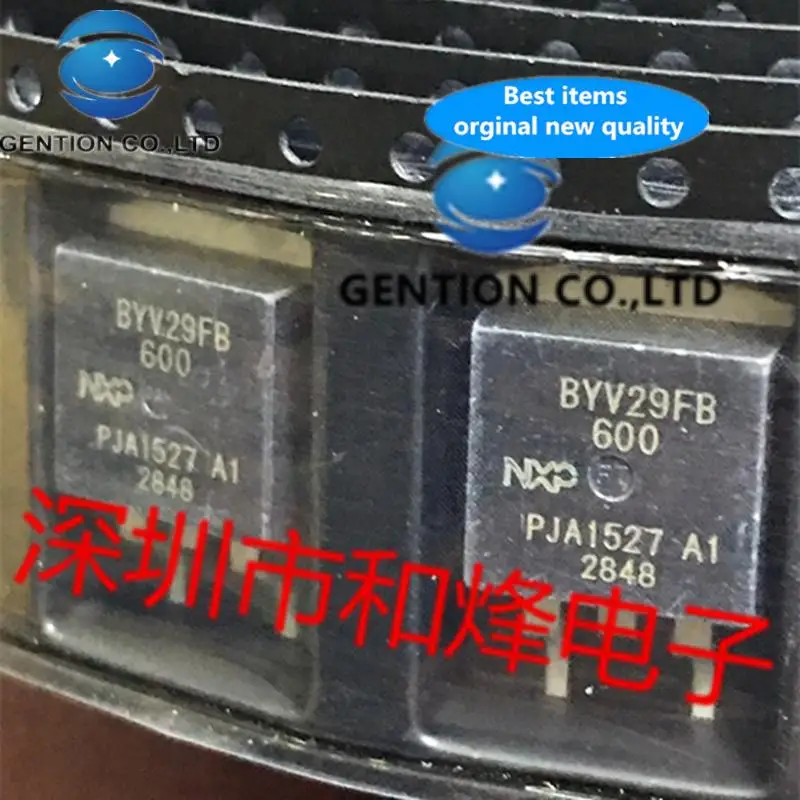 GENTION CO.,LTD
Best items
orginal new quality
GENTION CO.,LTD
BYV29FB
600
NXP
PJA1527 A1
2848
BYV29FB
600
NXP
PJA1527 A1
2848
深圳市和烽电子